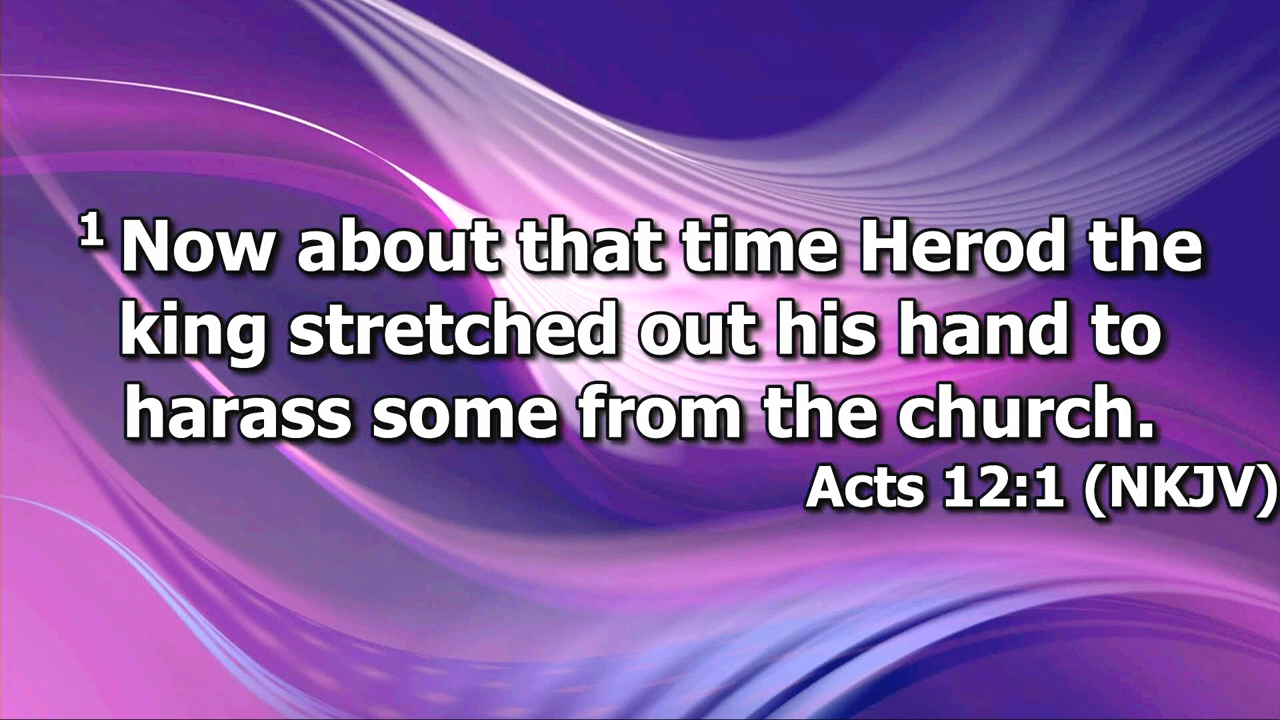 1 Now about that time Herod the
king stretched out his hand to
harass some from the church.
Acts 12:1 (NKJV)